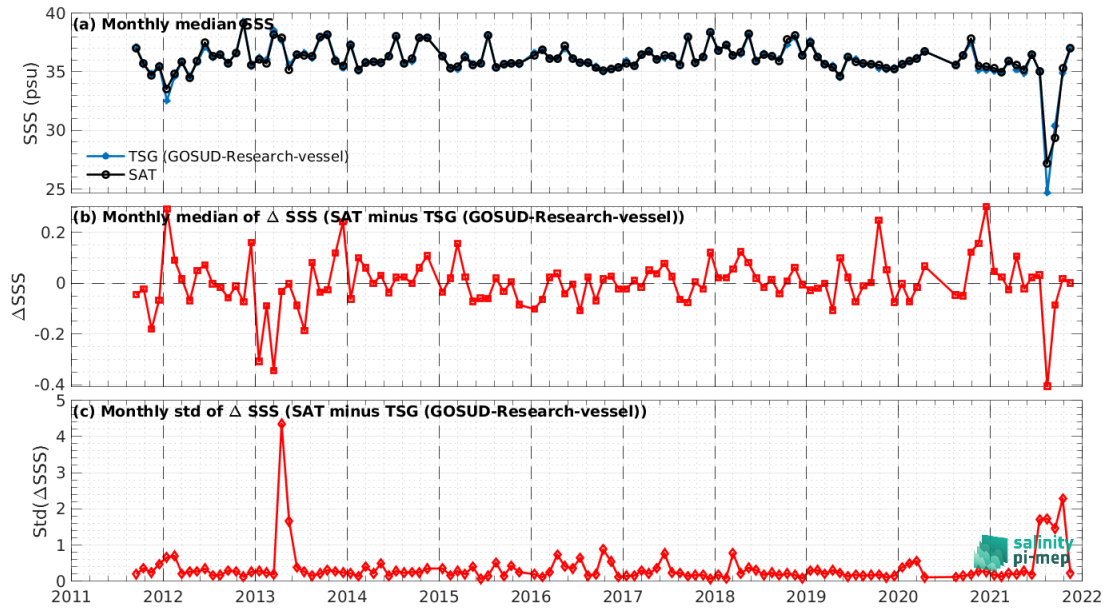 (a) Monthly median SSS
40
35
30
25
SSS (psu)
TSG (GOSUD-Research-vessel)
SAT
(b) Monthly median of Δ SSS (SAT minus TSG (GOSUD-Research-vessel))
0.2
0
-0.2
-0.4
ΔSSS
(c) Monthly std of Δ SSS (SAT minus TSG (GOSUD-Research-vessel))
5
4
3
2
1
0
Std(ΔSSS)
salinity
pi-mep
2011 2012 2013 2014 2015 2016 2017 2018 2019 2020 2021 2022